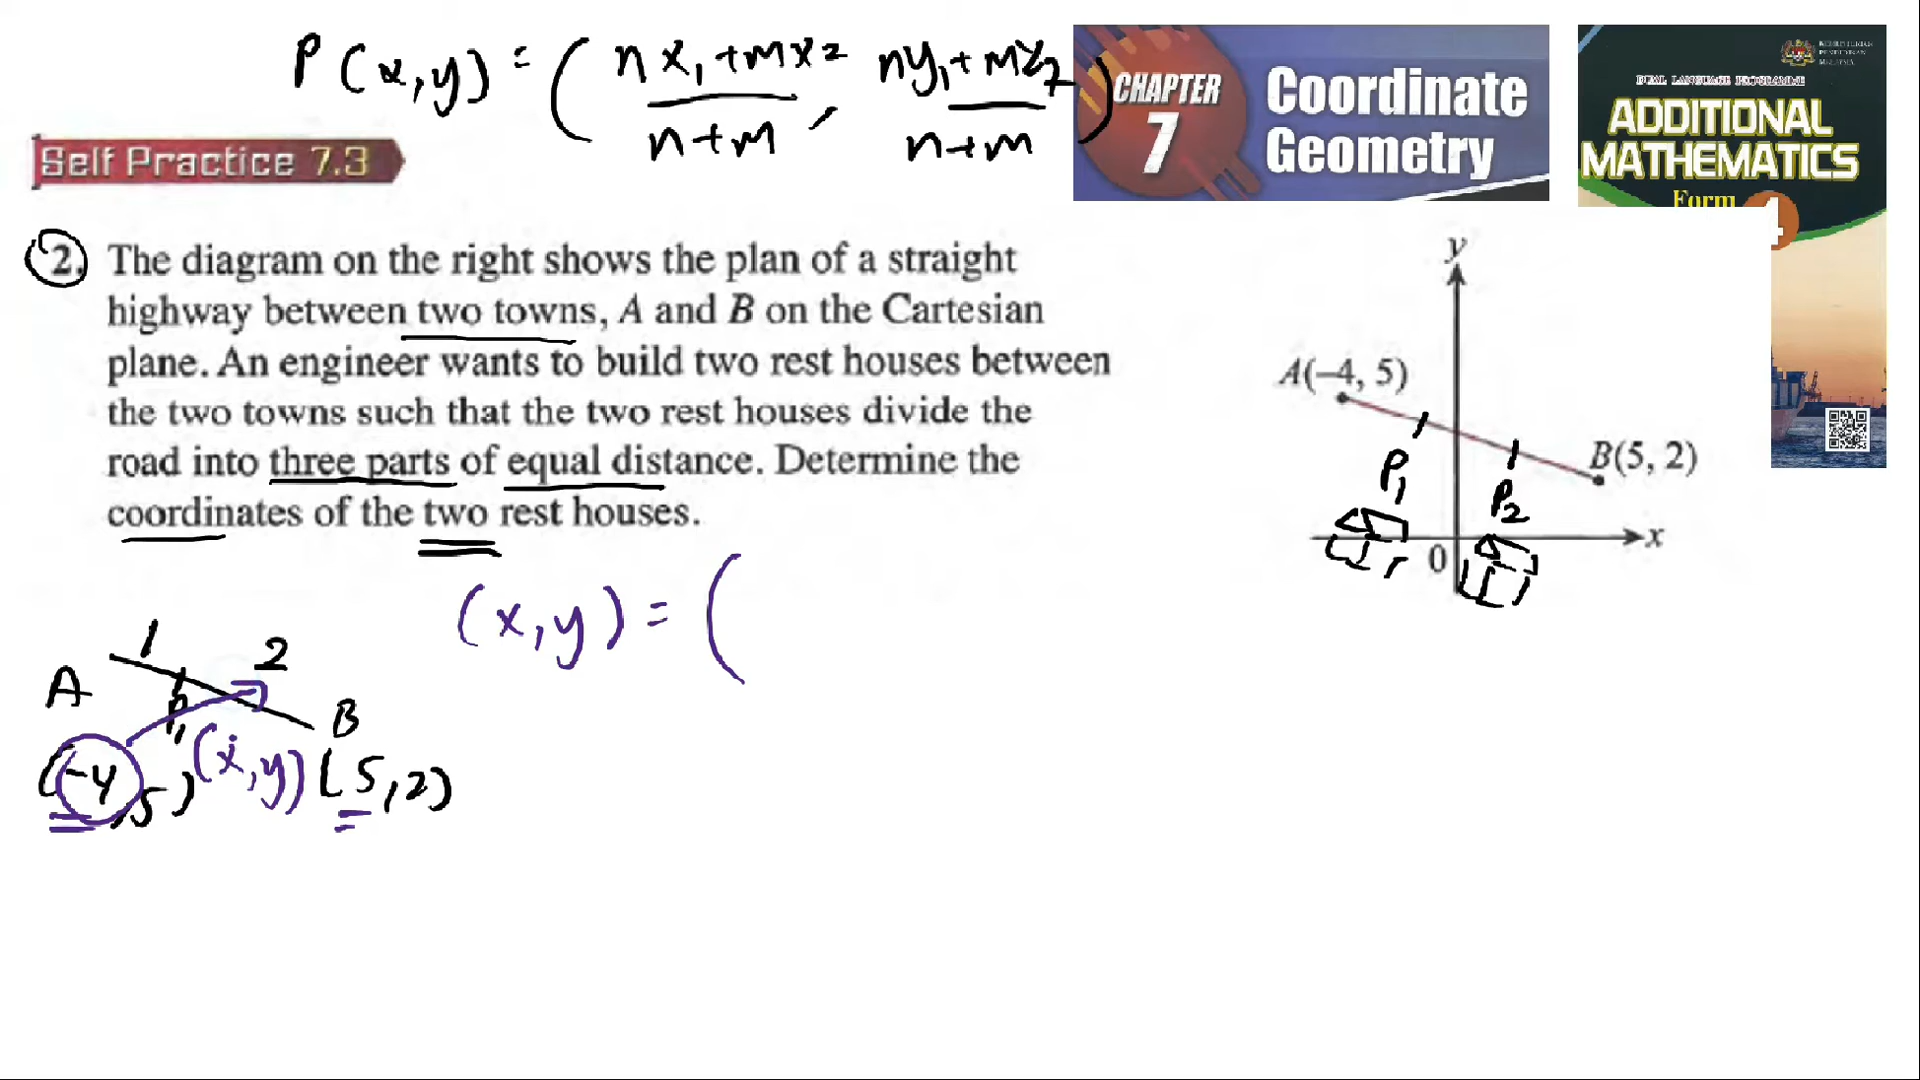 P(x,y) = ( nx1+mx2 / n+m , ny1+my2 / n+m )
CHAPTER
7
Coordinate
Geometry
DUAL LANGUAGE PROGRAMME
ADDITIONAL
MATHEMATICS
Form
4
Self Practice 7.3
2. The diagram on the right shows the plan of a straight
highway between two towns, A and B on the Cartesian
plane. An engineer wants to build two rest houses between
the two towns such that the two rest houses divide the
road into three parts of equal distance. Determine the
coordinates of the two rest houses.
y
A(–4, 5)
B(5, 2)
P1
P2
0
x
(x,y) = (
1
2
A
P1
B
(-4,5)
(x,y)
(5,2)